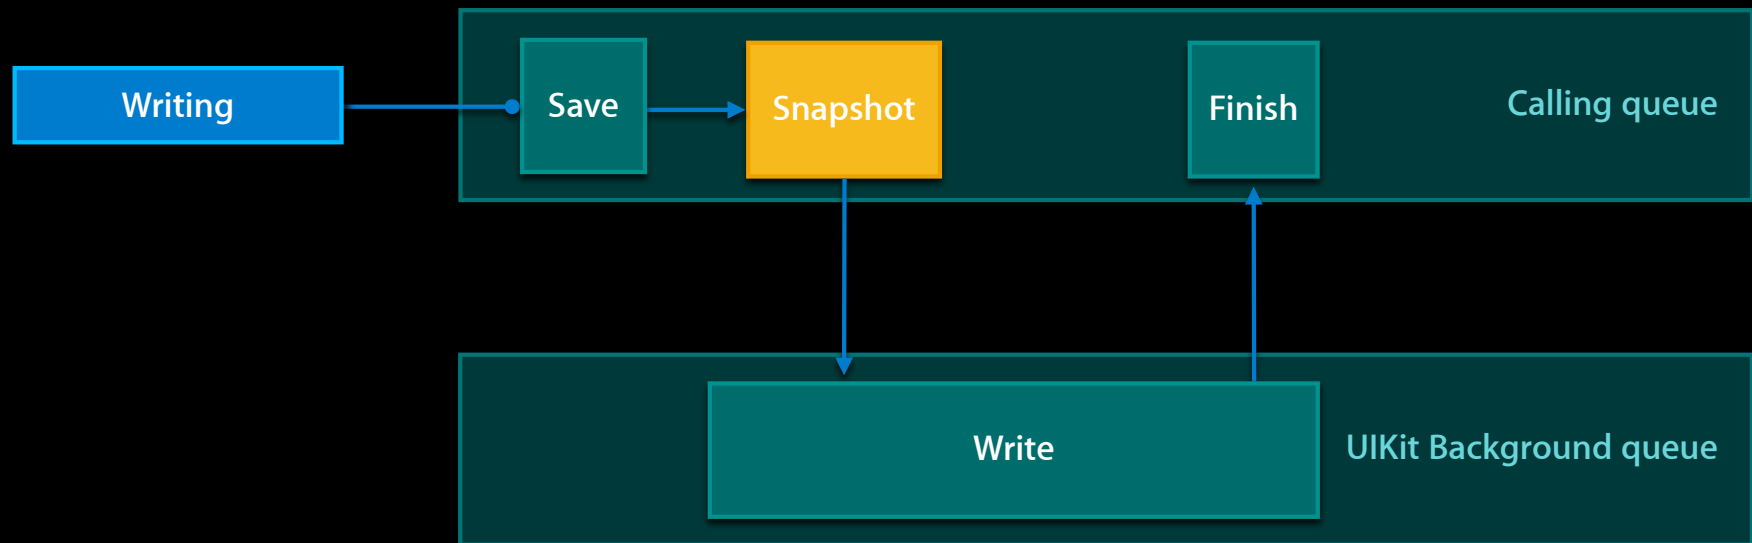 Writing
Save
Snapshot
Finish
Calling queue
Write
UIKit Background queue